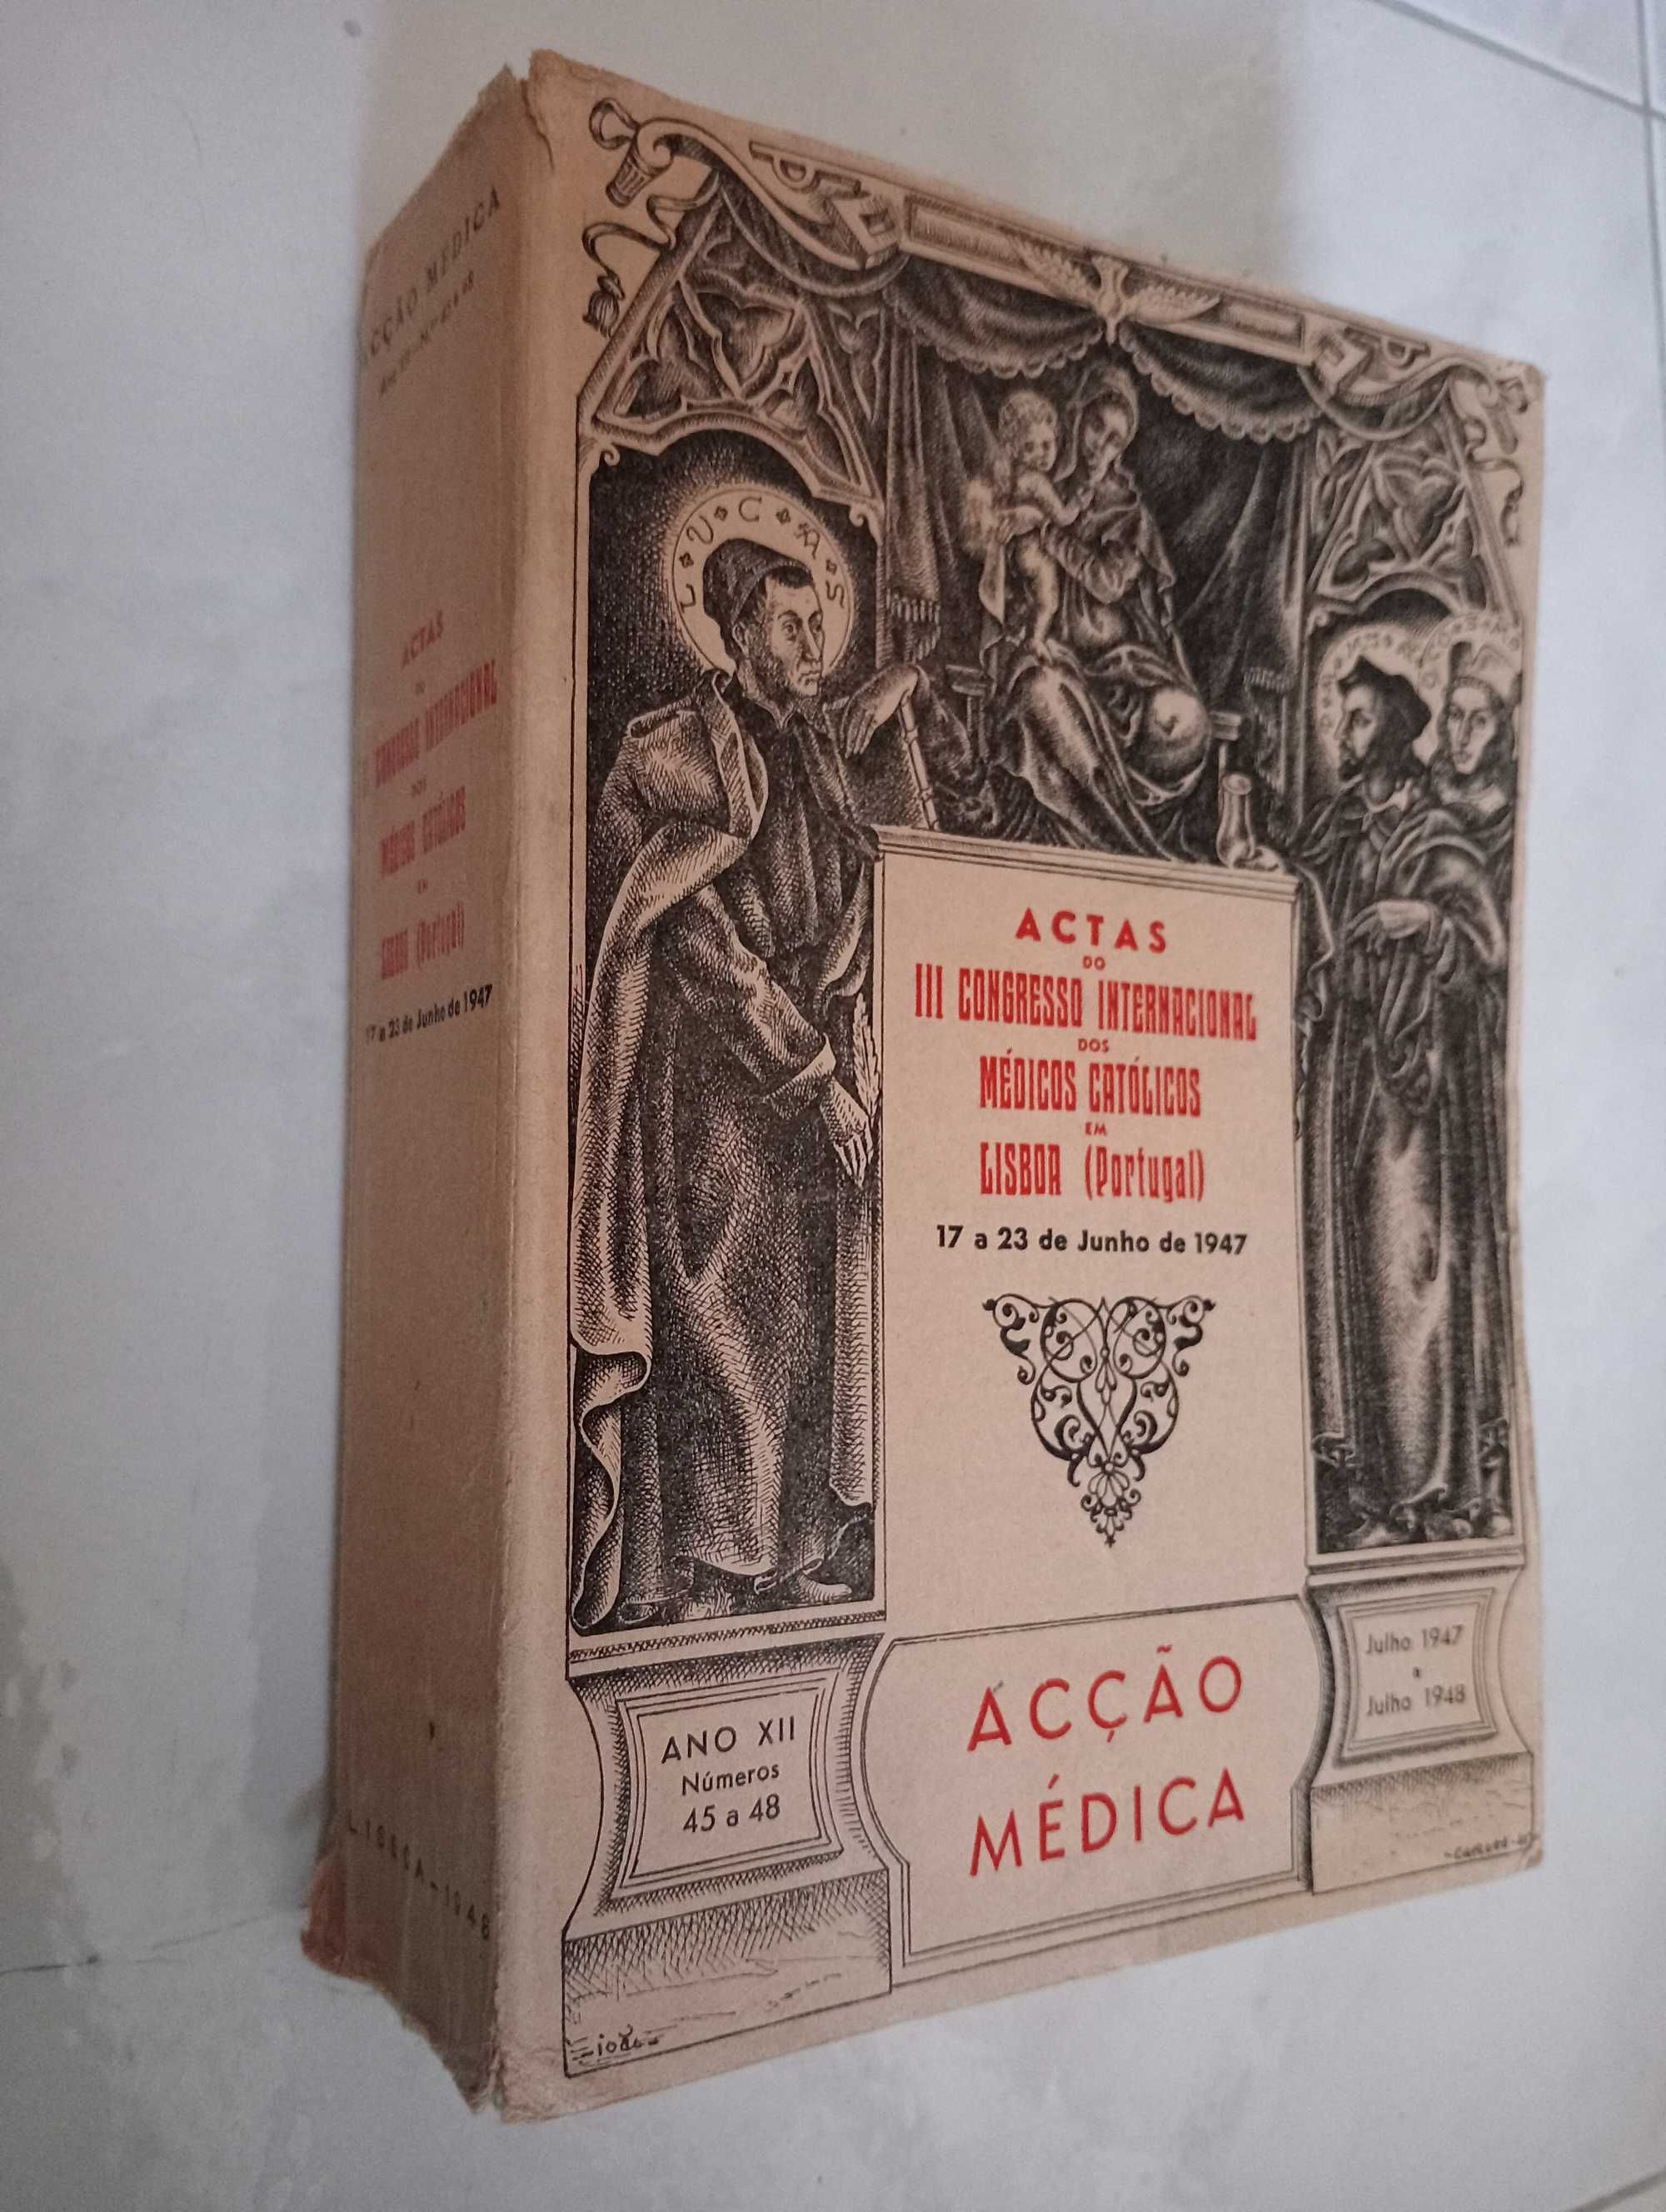 ACÇÃO MÉDICA
ACTAS
DO
CONGRESSO INTERNACIONAL
DOS
MÉDICOS CATÓLICOS
EM
LISBOA (Portugal)
17 a 23 de Junho de 1947
LISBOA - 1948
L·V·C·A·S
ACTAS
DO
III CONGRESSO INTERNACIONAL
DOS
MÉDICOS CATÓLICOS
EM
LISBOA (Portugal)
17 a 23 de Junho de 1947
ANO XII
Números
45 a 48
ACÇÃO
MÉDICA
Julho 1947
a
Julho 1948